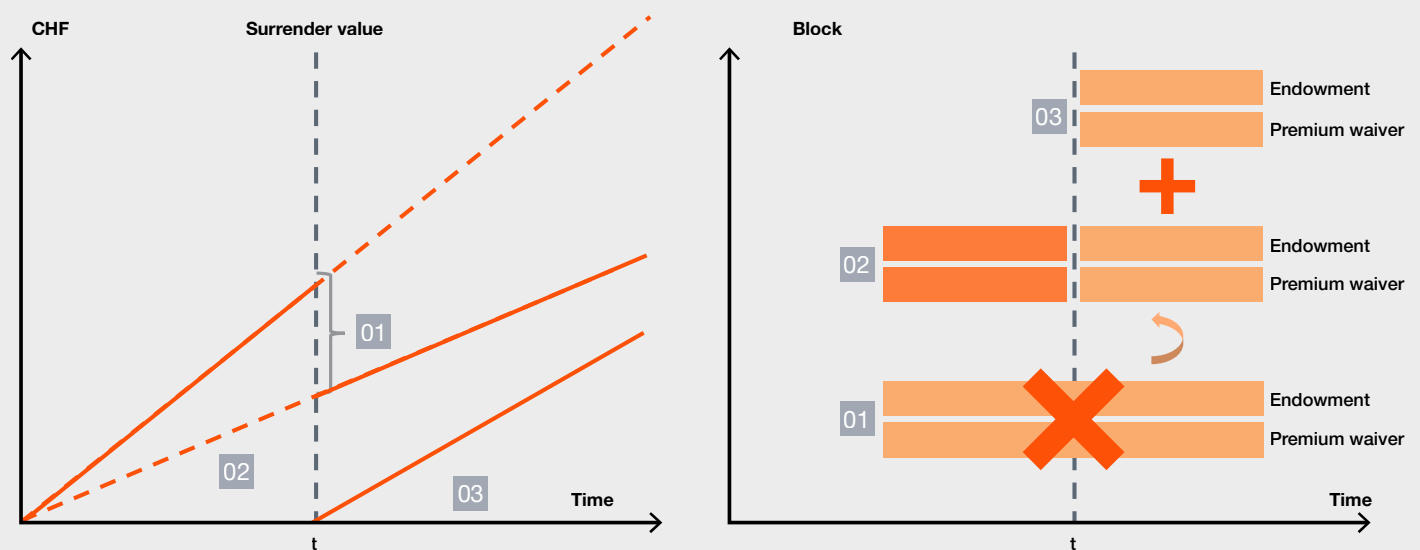 CHF
Surrender value
01
02
03
Time
t
Block
03
Endowment
Premium waiver
02
Endowment
Premium waiver
01
Endowment
Premium waiver
Time
t